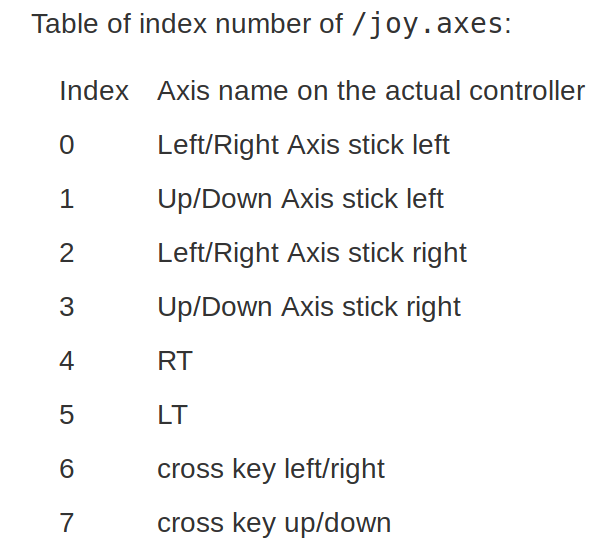 Table of index number of /joy.axes:
Index Axis name on the actual controller
0 Left/Right Axis stick left
1 Up/Down Axis stick left
2 Left/Right Axis stick right
3 Up/Down Axis stick right
4 RT
5 LT
6 cross key left/right
7 cross key up/down